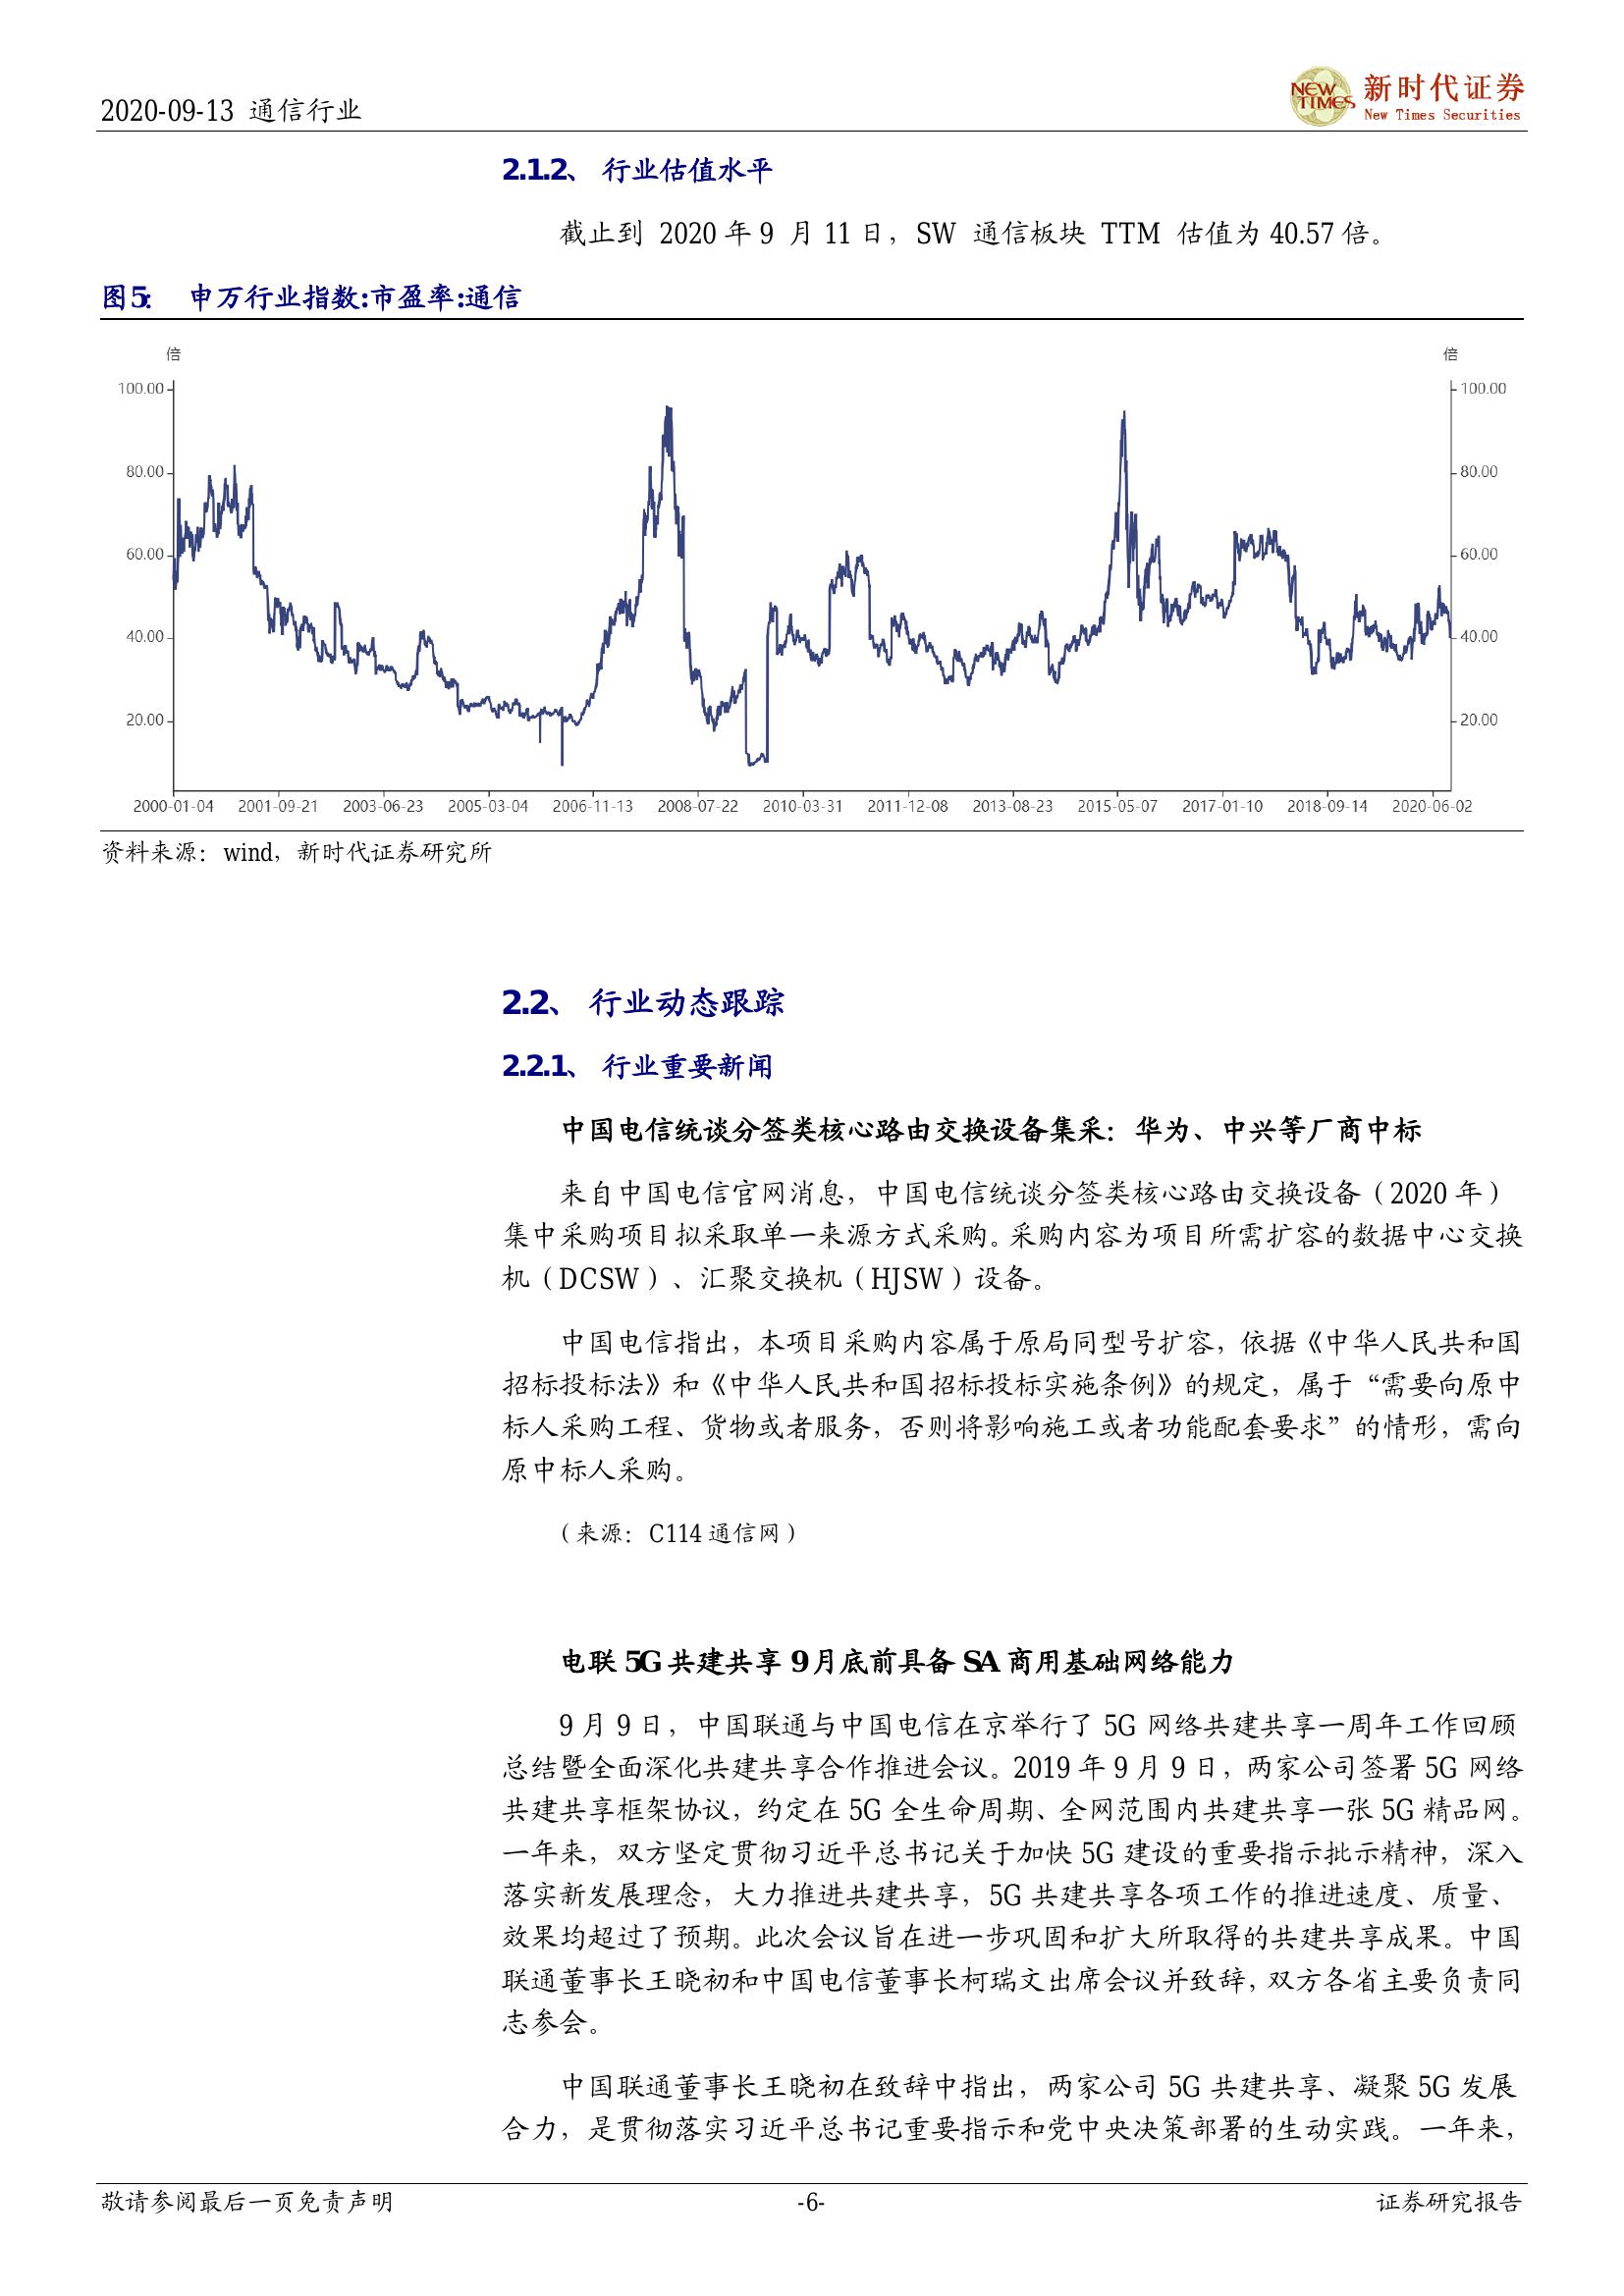 2020-09-13 通信行业
NEW TIMES
新时代证券
New Times Securities
2.1.2、 行业估值水平
截止到 2020 年 9 月 11 日，SW 通信板块 TTM 估值为 40.57 倍。
图 5： 申万行业指数:市盈率:通信
倍 倍
100.00 100.00
80.00 80.00
60.00 60.00
40.00 40.00
20.00 20.00
2000-01-04 2001-09-21 2003-06-23 2005-03-04 2006-11-13 2008-07-22 2010-03-31 2011-12-08 2013-08-23 2015-05-07 2017-01-10 2018-09-14 2020-06-02
资料来源：wind，新时代证券研究所
2.2、 行业动态跟踪
2.2.1、 行业重要新闻
中国电信统谈分签类核心路由交换设备集采：华为、中兴等厂商中标
来自中国电信官网消息，中国电信统谈分签类核心路由交换设备（2020 年）
集中采购项目拟采取单一来源方式采购。采购内容为项目所需扩容的数据中心交换
机（DCSW）、汇聚交换机（HJSW）设备。
中国电信指出，本项目采购内容属于原局同型号扩容，依据《中华人民共和国
招标投标法》和《中华人民共和国招标投标实施条例》的规定，属于“需要向原中
标人采购工程、货物或者服务，否则将影响施工或者功能配套要求”的情形，需向
原中标人采购。
（来源：C114 通信网）
电联 5G 共建共享 9 月底前具备 SA 商用基础网络能力
9 月 9 日，中国联通与中国电信在京举行了 5G 网络共建共享一周年工作回顾
总结暨全面深化共建共享合作推进会议。2019 年 9 月 9 日，两家公司签署 5G 网络
共建共享框架协议，约定在 5G 全生命周期、全网范围内共建共享一张 5G 精品网。
一年来，双方坚定贯彻习近平总书记关于加快 5G 建设的重要指示批示精神，深入
落实新发展理念，大力推进共建共享，5G 共建共享各项工作的推进速度、质量、
效果均超过了预期。此次会议旨在进一步巩固和扩大所取得的共建共享成果。中国
联通董事长王晓初和中国电信董事长柯瑞文出席会议并致辞，双方各省主要负责同
志参会。
中国联通董事长王晓初在致辞中指出，两家公司 5G 共建共享、凝聚 5G 发展
合力，是贯彻落实习近平总书记重要指示和党中央决策部署的生动实践。一年来，
敬请参阅最后一页免责声明 -6- 证券研究报告